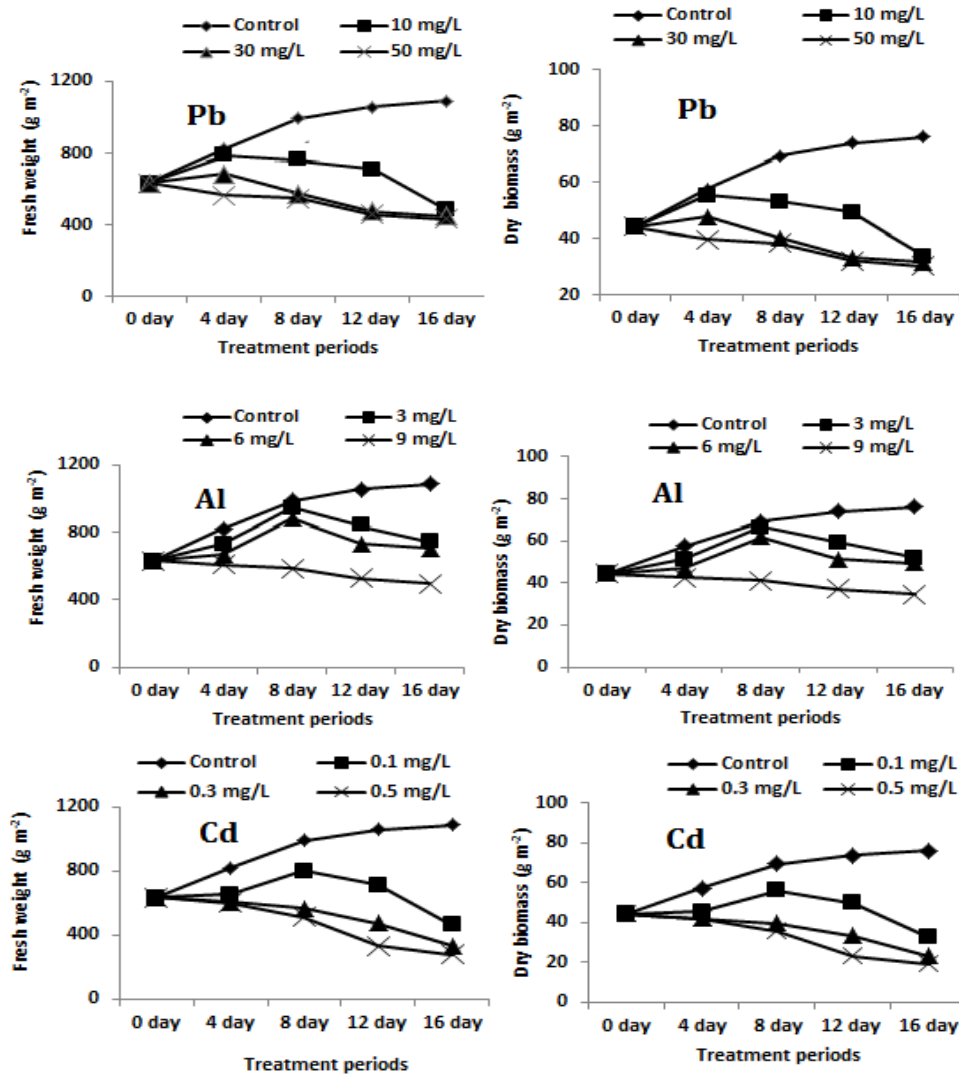 Control 10 mg/L
30 mg/L 50 mg/L
Fresh weight (g m-2)
1200
800
400
0
Pb
0 day 4 day 8 day 12 day 16 day
Treatment periods
Control 10 mg/L
30 mg/L 50 mg/L
Dry biomass (g m-2)
100
80
60
40
20
Pb
0 day 4 day 8 day 12 day 16 day
Treatment periods
Control 3 mg/L
6 mg/L 9 mg/L
Fresh weight (g m-2)
1200
800
400
0
Al
0 day 4 day 8 day 12 day 16 day
Treatment periods
Control 3 mg/L
6 mg/L 9 mg/L
Dry biomass (g m-2)
100
80
60
40
20
0
Al
0 day 4 day 8 day 12 day 16 day
Treatment periods
Control 0.1 mg/L
0.3 mg/L 0.5 mg/L
Fresh weight (g m-2)
1200
800
400
0
Cd
0 day 4 day 8 day 12 day 16 day
Treatment periods
Control 0.1 mg/L
0.3 mg/L 0.5 mg/L
Dry biomass (g m-2)
100
80
60
40
20
0
Cd
0 day 4 day 8 day 12 day 16 day
Treatment periods